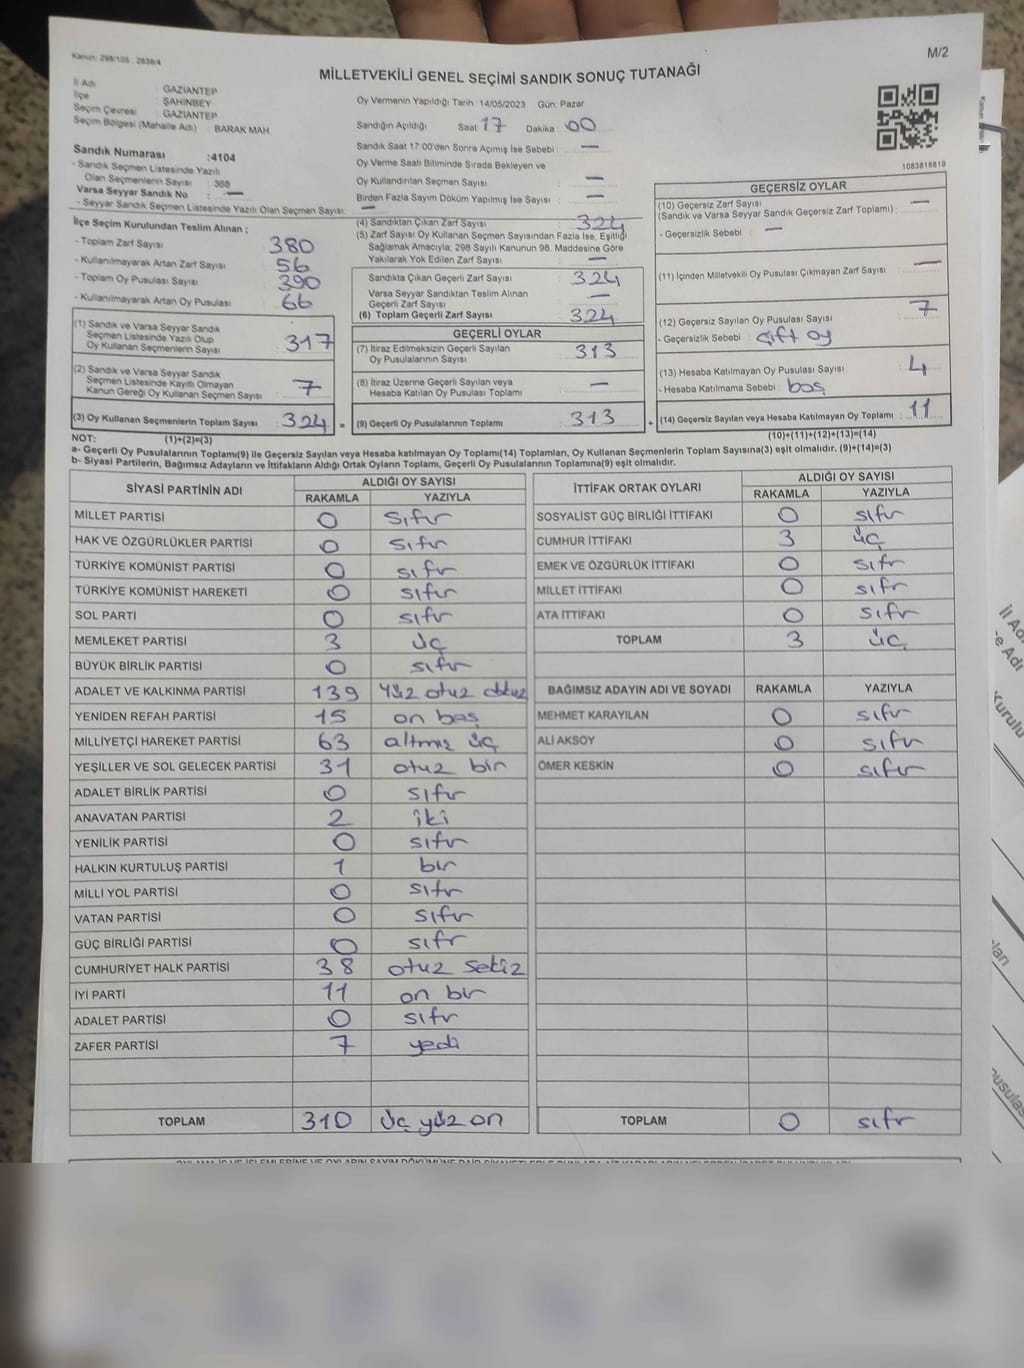 Kanun: 298/105 , 2839/4
M/2
MİLLETVEKİLİ GENEL SEÇİMİ SANDIK SONUÇ TUTANAĞI
İl Adı : GAZİANTEP
İlçe : ŞAHİNBEY
Seçim Çevresi : GAZİANTEP
Seçim Bölgesi (Mahalle Adı) : BARAK MAH.
Sandık Numarası :4104
- Sandık Seçmen Listesinde Yazılı
Olan Seçmenlerin Sayısı : 368
Varsa Seyyar Sandık No : —
- Seyyar Sandık Seçmen Listesinde Yazılı Olan Seçmen Sayısı: —
Oy Vermenin Yapıldığı Tarih 14/05/2023 Gün: Pazar
Sandığın Açıldığı Saat 17 Dakika : 00
Sandık Saat 17:00'den Sonra Açımış İse Sebebi : —
Oy Verme Saati Bitiminde Sırada Bekleyen ve
Oy Kullandırılan Seçmen Sayısı : —
Birden Fazla Sayım Döküm Yapılmış İse Sayısı : —
1083818819
İlçe Seçim Kurulundan Teslim Alınan ;
- Toplam Zarf Sayısı : 380
- Kullanılmayarak Artan Zarf Sayısı : 56
- Toplam Oy Pusulası Sayısı : 390
- Kullanılmayarak Artan Oy Pusulası : 66
(1) Sandık ve Varsa Seyyar Sandık
Seçmen Listesinde Yazılı Olup
Oy Kullanan Seçmenlerin Sayısı : 317
(2) Sandık ve Varsa Seyyar Sandık
Seçmen Listesinde Kayıtlı Olmayan
Kanun Gereği Oy Kullanan Seçmen Sayısı : 7
(3) Oy Kullanan Seçmenlerin Toplam Sayısı : 324 =
(4) Sandıktan Çıkan Zarf Sayısı : 324
(5) Zarf Sayısı Oy Kullanan Seçmen Sayısından Fazla İse, Eşitliği
Sağlamak Amacıyla, 298 Sayılı Kanunun 98. Maddesine Göre
Yakılarak Yok Edilen Zarf Sayısı : —
Sandıkta Çıkan Geçerli Zarf Sayısı : 324
Varsa Seyyar Sandıktan Teslim Alınan
Geçerli Zarf Sayısı : —
(6) Toplam Geçerli Zarf Sayısı : 324
GEÇERLİ OYLAR
(7) İtiraz Edilmeksizin Geçerli Sayılan
Oy Pusulalarının Sayısı : 313
(8) İtiraz Üzerine Geçerli Sayılan veya
Hesaba Katılan Oy Pusulası Toplamı : —
(9) Geçerli Oy Pusulalarının Toplamı : 313 +
GEÇERSİZ OYLAR
(10) Geçersiz Zarf Sayısı
(Sandık ve Varsa Seyyar Sandık Geçersiz Zarf Toplamı) : —
- Geçersizlik Sebebi : —
(11) İçinden Milletvekili Oy Pusulası Çıkmayan Zarf Sayısı : —
(12) Geçersiz Sayılan Oy Pusulası Sayısı : 7
- Geçersizlik Sebebi : çift oy
(13) Hesaba Katılmayan Oy Pusulası Sayısı : 4
- Hesaba Katılmama Sebebi : boş
(14) Geçersiz Sayılan veya Hesaba Katılmayan Oy Toplamı : 11
NOT: (1)+(2)=(3)
(10)+(11)+(12)+(13)=(14)
a- Geçerli Oy Pusulalarının Toplamı(9) ile Geçersiz Sayılan veya Hesaba katılmayan Oy Toplamı(14) Toplamları, Oy Kullanan Seçmenlerin Toplam Sayısına(3) eşit olmalıdır. (9)+(14)=(3)
b- Siyasi Partilerin, Bağımsız Adayların ve İttifakların Aldığı Ortak Oyların Toplamı, Geçerli Oy Pusulalarının Toplamına(9) eşit olmalıdır.
SİYASİ PARTİNİN ADI ALDIĞI OY SAYISI
RAKAMLA YAZIYLA
MİLLET PARTİSİ 0 sıfır
HAK VE ÖZGÜRLÜKLER PARTİSİ 0 sıfır
TÜRKİYE KOMÜNİST PARTİSİ 0 sıfır
TÜRKİYE KOMÜNİST HAREKETİ 0 sıfır
SOL PARTİ 0 sıfır
MEMLEKET PARTİSİ 3 üç
BÜYÜK BİRLİK PARTİSİ 0 sıfır
ADALET VE KALKINMA PARTİSİ 139 Yüz otuz dokuz
YENİDEN REFAH PARTİSİ 15 on beş
MİLLİYETÇİ HAREKET PARTİSİ 63 altmış üç
YEŞİLLER VE SOL GELECEK PARTİSİ 31 otuz bir
ADALET BİRLİK PARTİSİ 0 sıfır
ANAVATAN PARTİSİ 2 iki
YENİLİK PARTİSİ 0 sıfır
HALKIN KURTULUŞ PARTİSİ 1 bir
MİLLİ YOL PARTİSİ 0 sıfır
VATAN PARTİSİ 0 sıfır
GÜÇ BİRLİĞİ PARTİSİ 0 sıfır
CUMHURİYET HALK PARTİSİ 38 otuz sekiz
İYİ PARTİ 11 on bir
ADALET PARTİSİ 0 sıfır
ZAFER PARTİSİ 7 yedi
TOPLAM 310 üç yüz on
İTTİFAK ORTAK OYLARI ALDIĞI OY SAYISI
RAKAMLA YAZIYLA
SOSYALİST GÜÇ BİRLİĞİ İTTİFAKI 0 sıfır
CUMHUR İTTİFAKI 3 üç
EMEK VE ÖZGÜRLÜK İTTİFAKI 0 sıfır
MİLLET İTTİFAKI 0 sıfır
ATA İTTİFAKI 0 sıfır
TOPLAM 3 üç
BAĞIMSIZ ADAYIN ADI VE SOYADI RAKAMLA YAZIYLA
MEHMET KARAYILAN 0 sıfır
ALİ AKSOY 0 sıfır
ÖMER KESKİN 0 sıfır
TOPLAM 0 sıfır